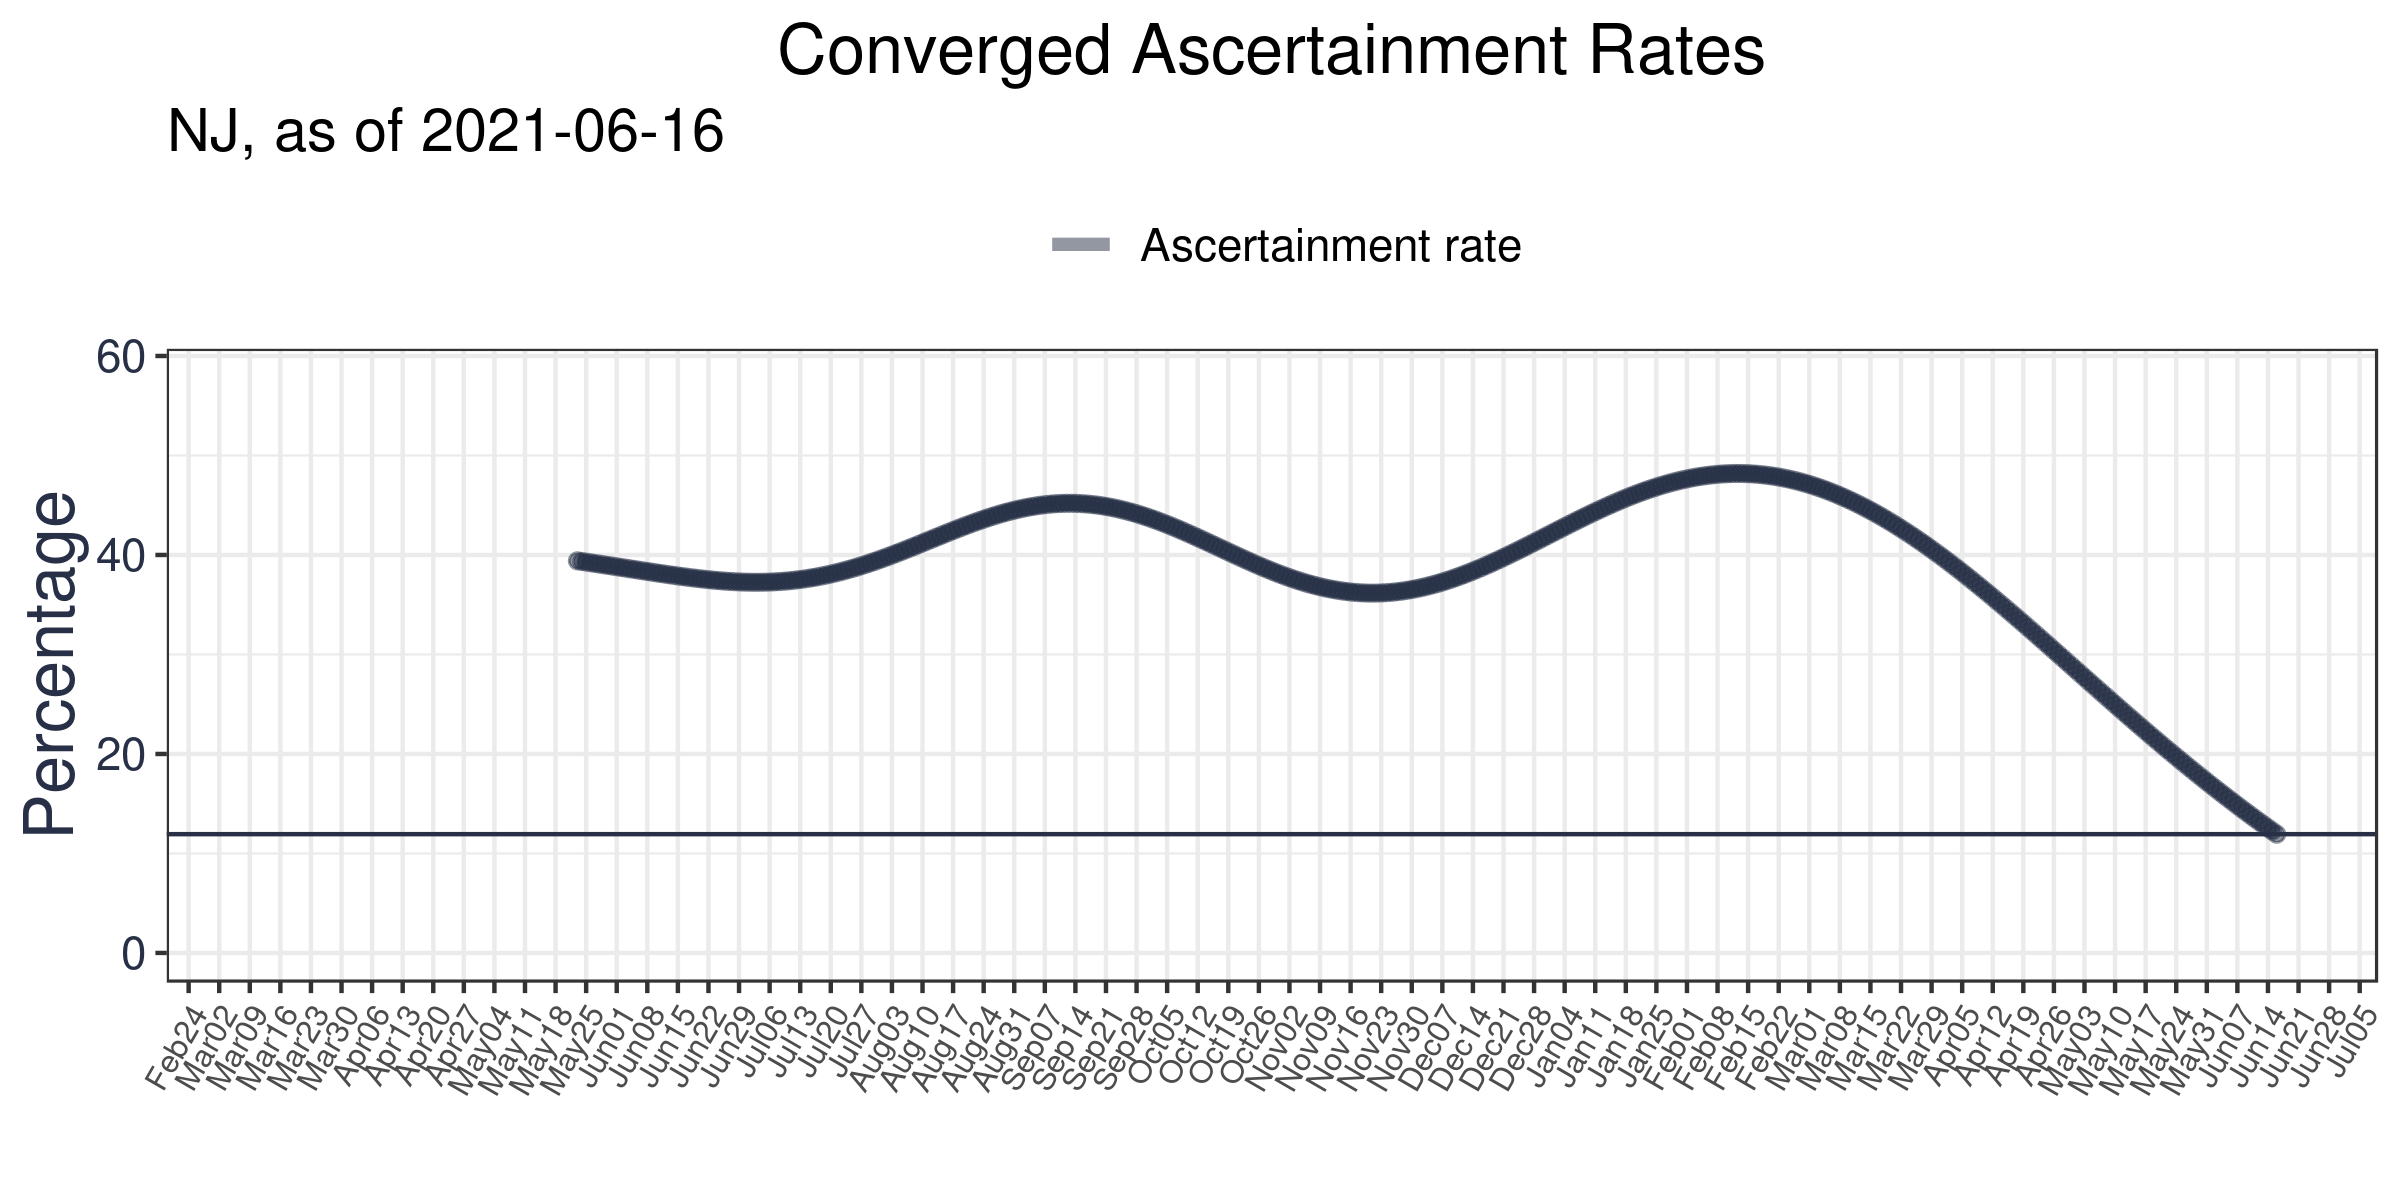 Converged Ascertainment Rates
NJ, as of 2021-06-16
Ascertainment rate
Percentage
60
40
20
0
Feb24
Mar02
Mar09
Mar16
Mar23
Mar30
Apr06
Apr13
Apr20
Apr27
May04
May11
May18
May25
Jun01
Jun08
Jun15
Jun22
Jun29
Jul06
Jul13
Jul20
Jul27
Aug03
Aug10
Aug17
Aug24
Aug31
Sep07
Sep14
Sep21
Sep28
Oct05
Oct12
Oct19
Oct26
Nov02
Nov09
Nov16
Nov23
Nov30
Dec07
Dec14
Dec21
Dec28
Jan04
Jan11
Jan18
Jan25
Feb01
Feb08
Feb15
Feb22
Mar01
Mar08
Mar15
Mar22
Mar29
Apr05
Apr12
Apr19
Apr26
May03
May10
May17
May24
May31
Jun07
Jun14
Jun21
Jun28
Jul05